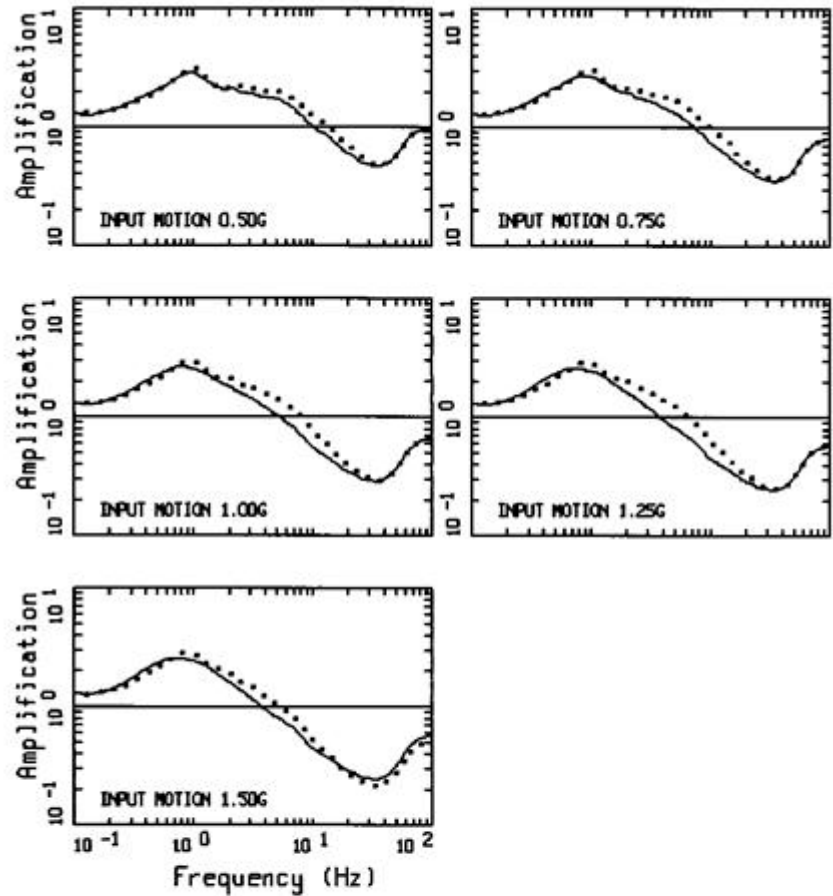 Amplification
10^1
10^0
10^-1
INPUT MOTION 0.50G
10^1
10^0
10^-1
INPUT MOTION 0.75G
Amplification
10^1
10^0
10^-1
INPUT MOTION 1.00G
10^1
10^0
10^-1
INPUT MOTION 1.25G
Amplification
10^1
10^0
10^-1
INPUT MOTION 1.50G
10^-1 10^0 10^1 10^2
Frequency (Hz)